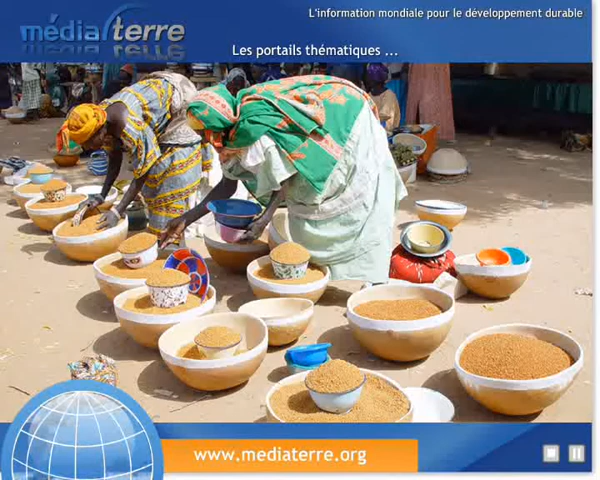 L'information mondiale pour le développement durable
médiaterre
Les portails thématiques ...
www.mediaterre.org